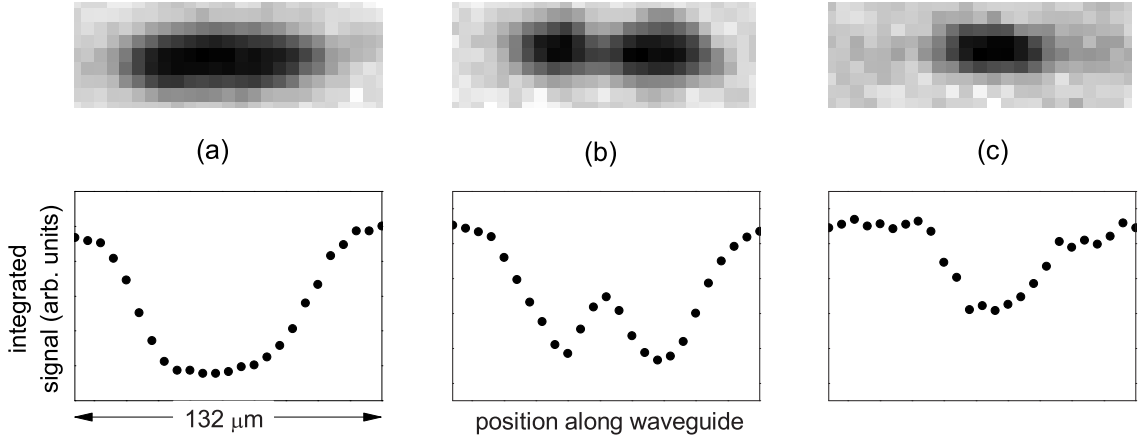 (a)
(b)
(c)
integrated
signal (arb. units)
132 μm
position along waveguide